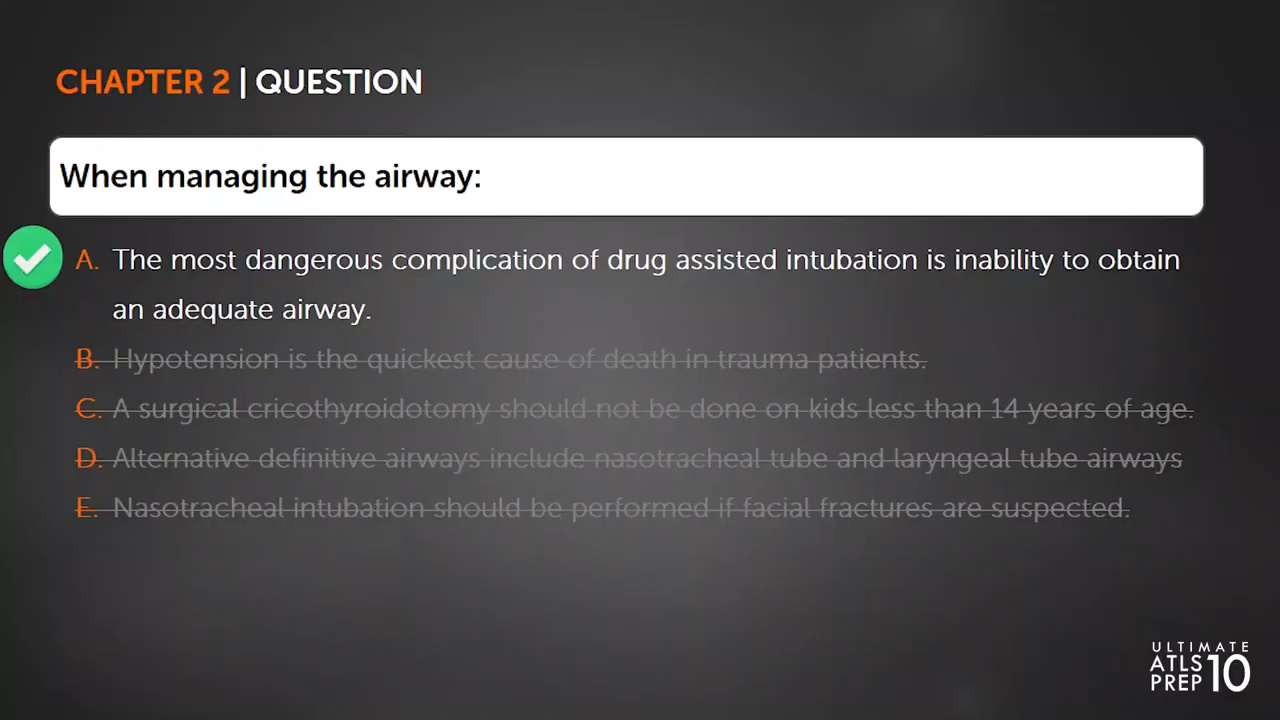 CHAPTER 2 | QUESTION
When managing the airway:
A. The most dangerous complication of drug assisted intubation is inability to obtain
an adequate airway.
B. Hypotension is the quickest cause of death in trauma patients.
C. A surgical cricothyroidotomy should not be done on kids less than 14 years of age.
D. Alternative definitive airways include nasotracheal tube and laryngeal tube airways
E. Nasotracheal intubation should be performed if facial fractures are suspected.
ULTIMATE
ATLS
PREP 10